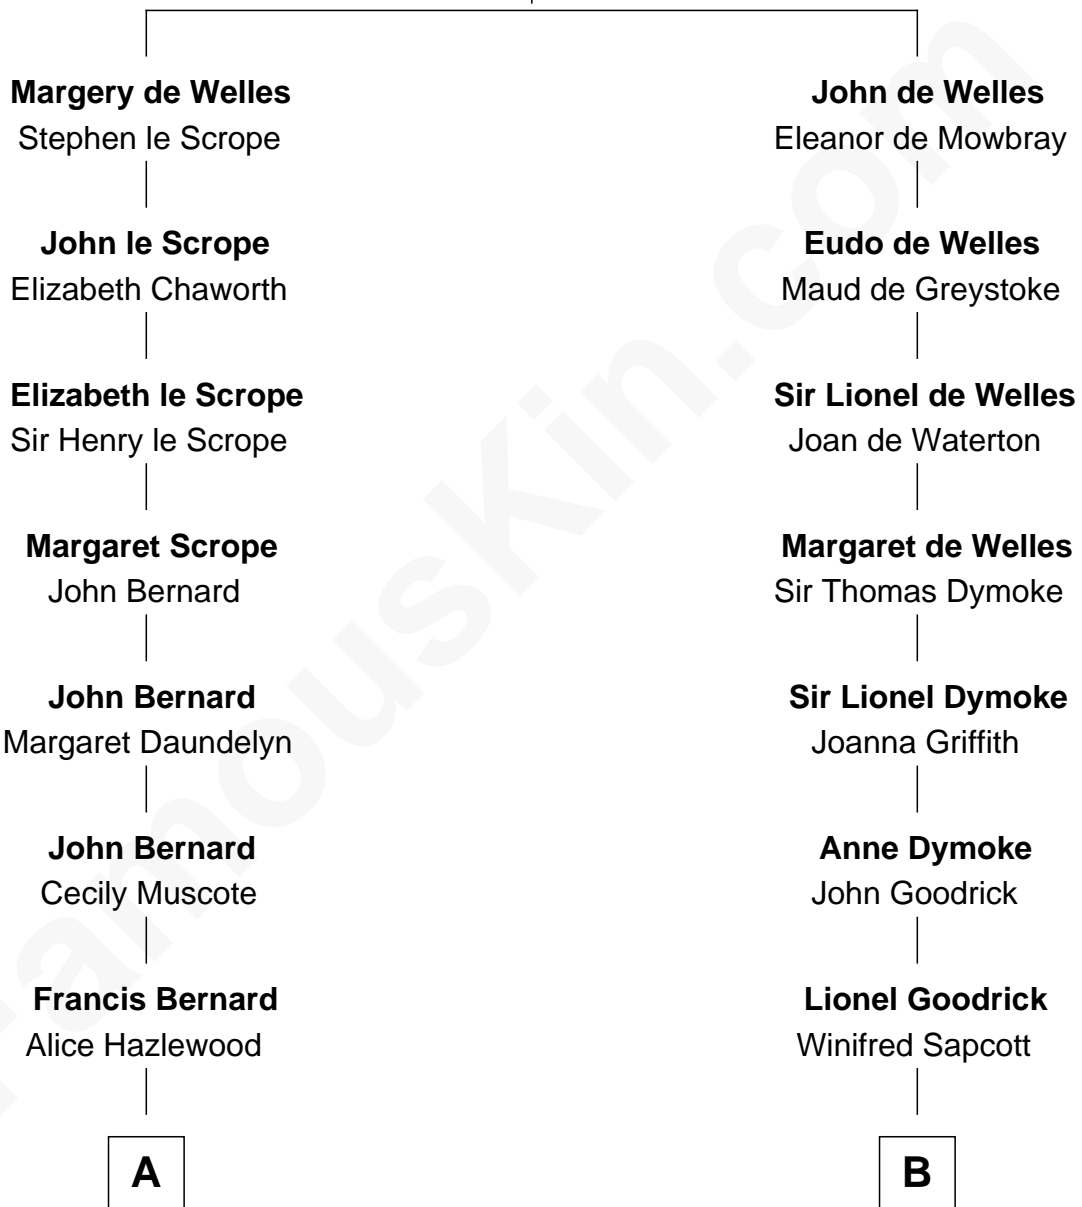 Margery de Welles
Stephen le Scrope
John le Scrope
Elizabeth Chaworth
Elizabeth le Scrope
Sir Henry le Scrope
Margaret Scrope
John Bernard
John Bernard
Margaret Daundelyn
John Bernard
Cecily Muscote
Francis Bernard
Alice Hazlewood
A
John de Welles
Eleanor de Mowbray
Eudo de Welles
Maud de Greystoke
Sir Lionel de Welles
Joan de Waterton
Margaret de Welles
Sir Thomas Dymoke
Sir Lionel Dymoke
Joanna Griffith
Anne Dymoke
John Goodrick
Lionel Goodrick
Winifred Sapcott
B
FamousKin.com